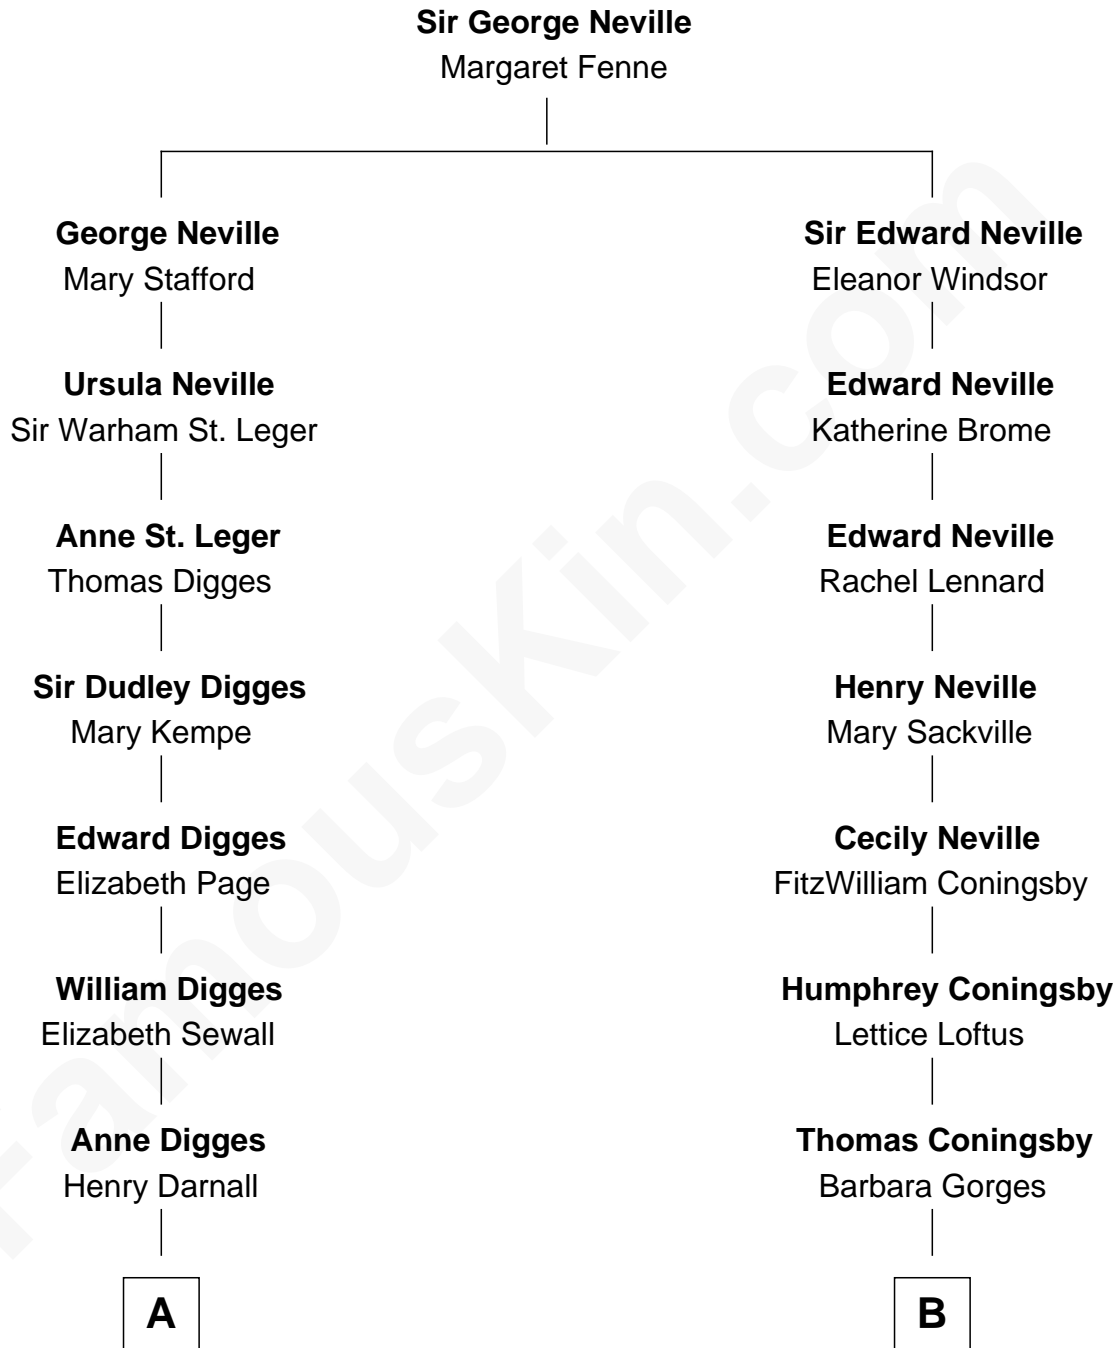 Sir George Neville
Margaret Fenne
George Neville
Mary Stafford
Sir Edward Neville
Eleanor Windsor
Ursula Neville
Sir Warham St. Leger
Edward Neville
Katherine Brome
Anne St. Leger
Thomas Digges
Edward Neville
Rachel Lennard
Sir Dudley Digges
Mary Kempe
Henry Neville
Mary Sackville
Edward Digges
Elizabeth Page
Cecily Neville
FitzWilliam Coningsby
William Digges
Elizabeth Sewall
Humphrey Coningsby
Lettice Loftus
Anne Digges
Henry Darnall
Thomas Coningsby
Barbara Gorges
A
B
FamousKin.com